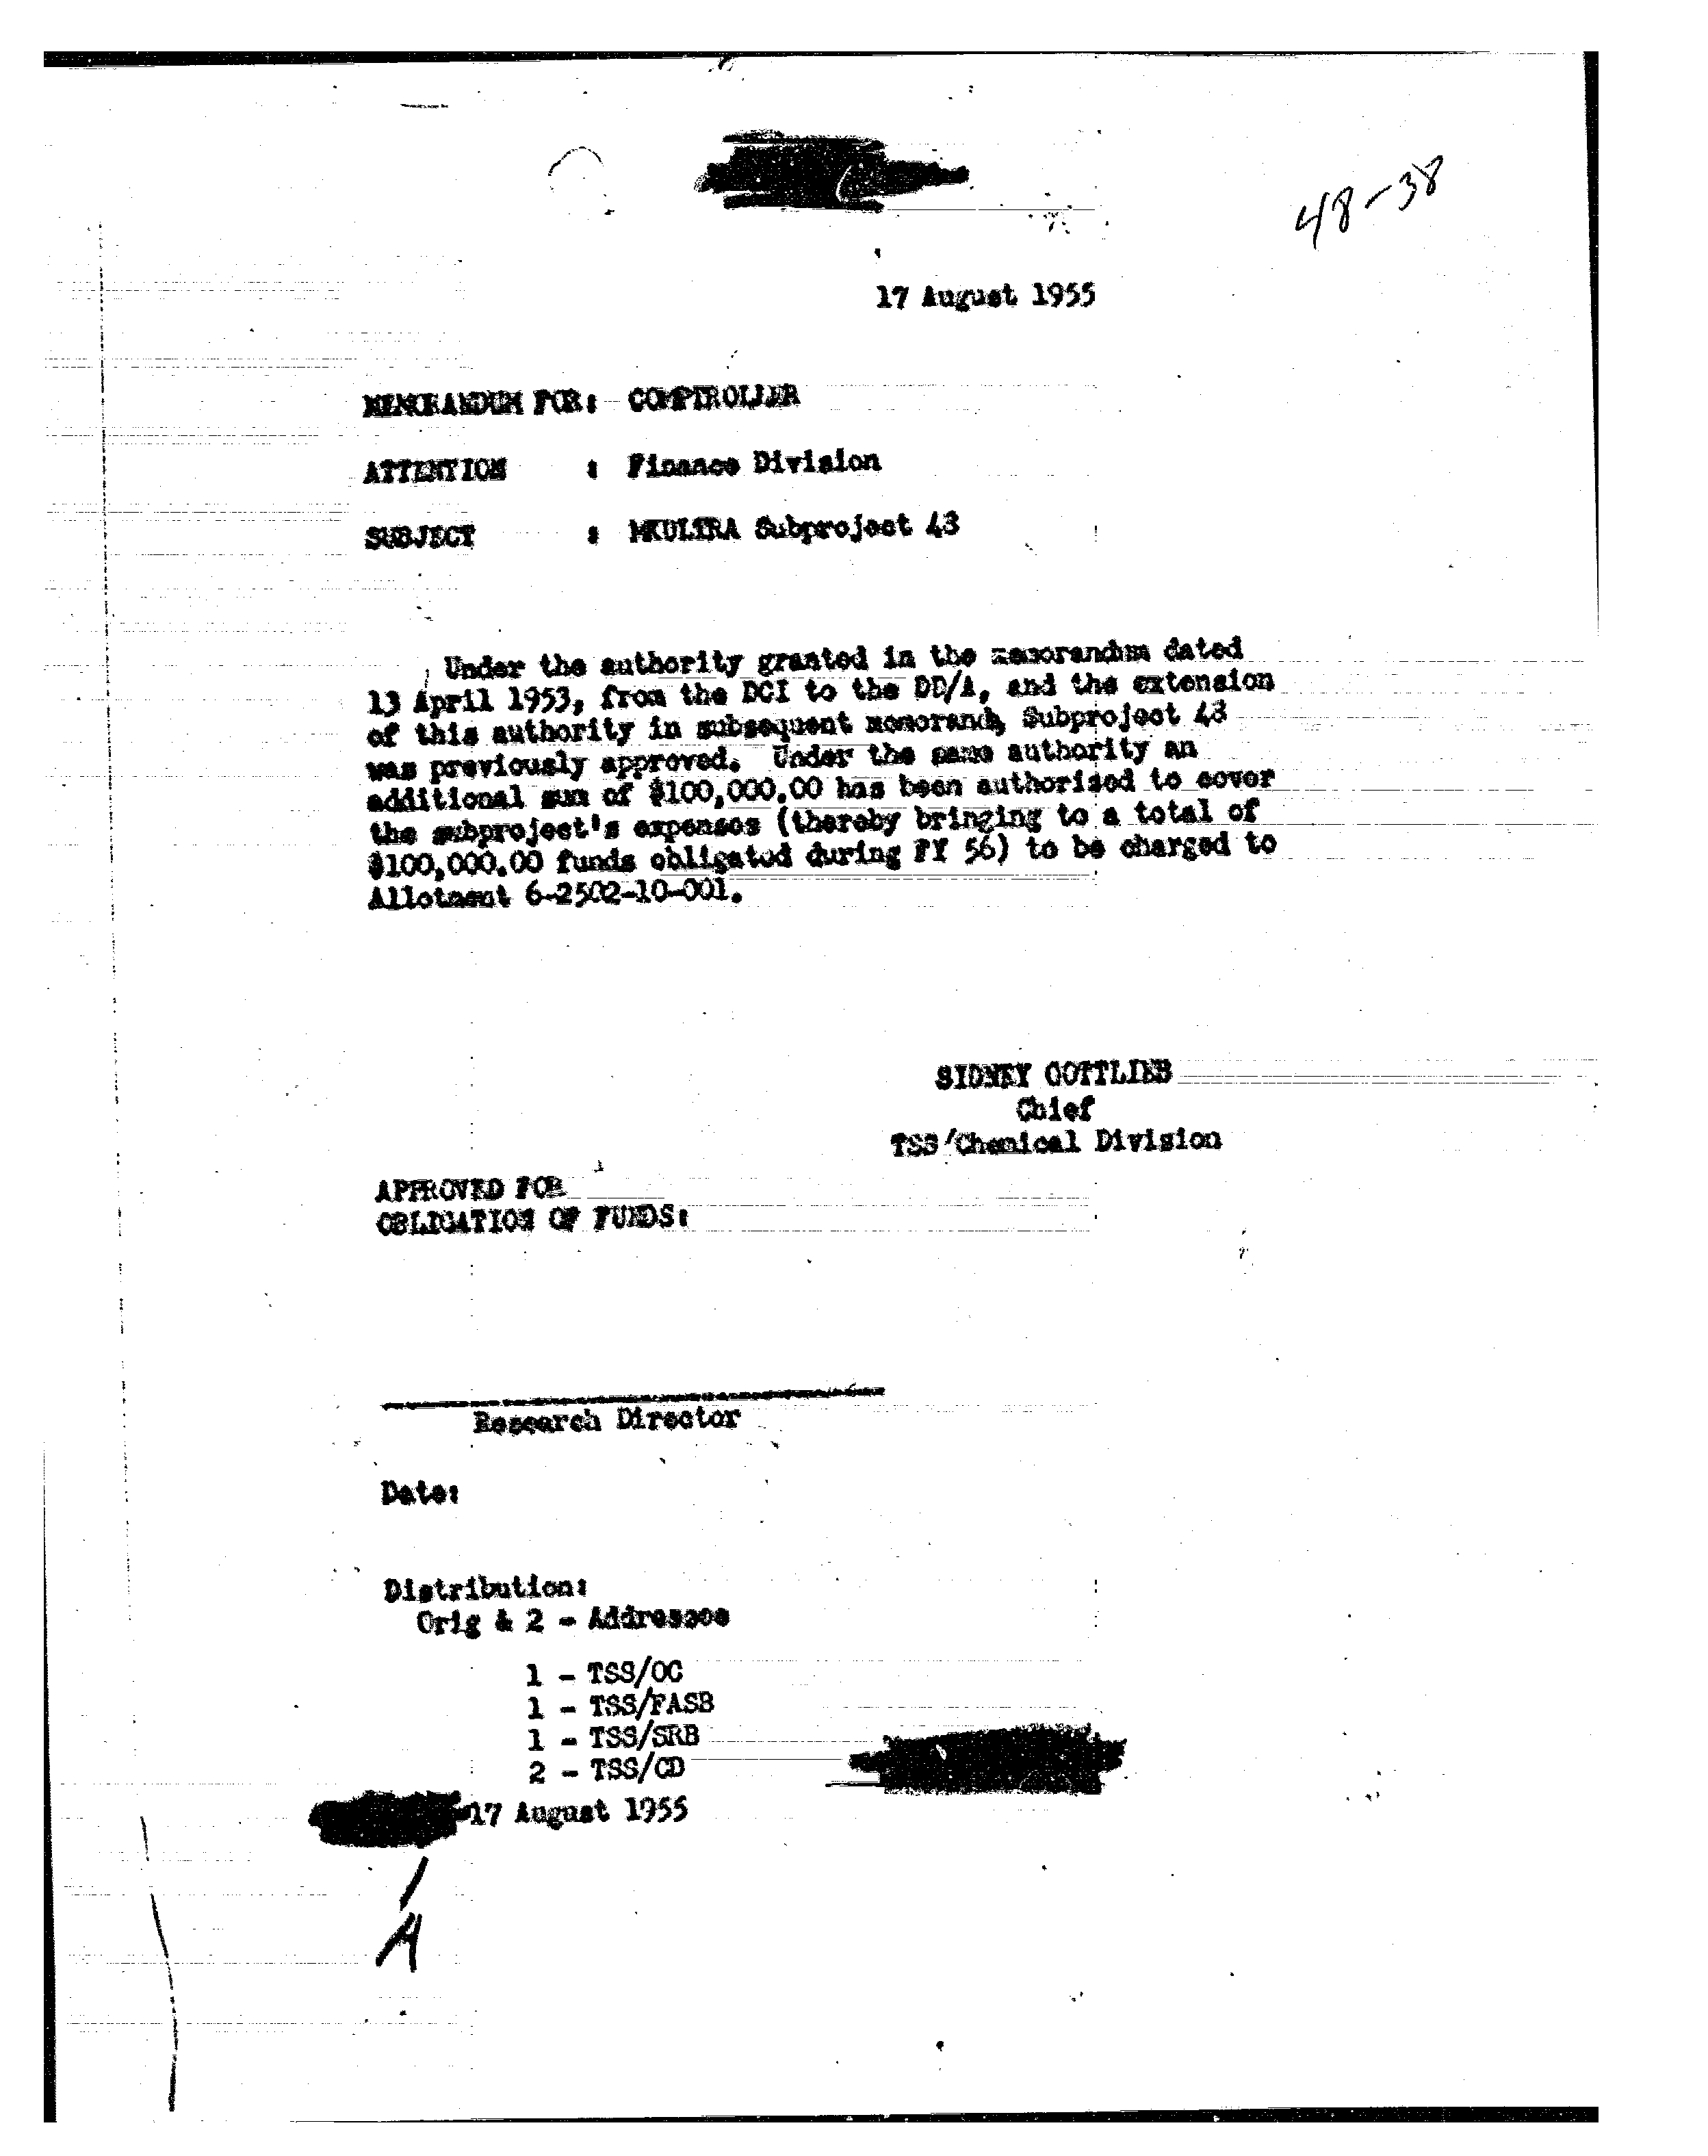 48-38
17 August 1955
MEMORANDUM FOR: COMPTROLLER
ATTENTION : Finance Division
SUBJECT : MKULTRA Subproject 48
Under the authority granted in the memorandum dated
13 April 1953, from the DCI to the DD/A, and the extension
of this authority in subsequent memoranda, Subproject 48
was previously approved. Under the same authority an
additional sum of $100,000.00 has been authorized to cover
the subproject's expenses (thereby bringing to a total of
$100,000.00 funds obligated during FY 56) to be charged to
Allotment 6-2502-10-001.
SIDNEY GOTTLIEB
Chief
TSS/Chemical Division
APPROVED FOR
OBLIGATION OF FUNDS:
Research Director
Date:
Distribution:
Orig & 2 - Addressee
1 - TSS/OC
1 - TSS/FASB
1 - TSS/SRB
2 - TSS/CD
17 August 1955
A